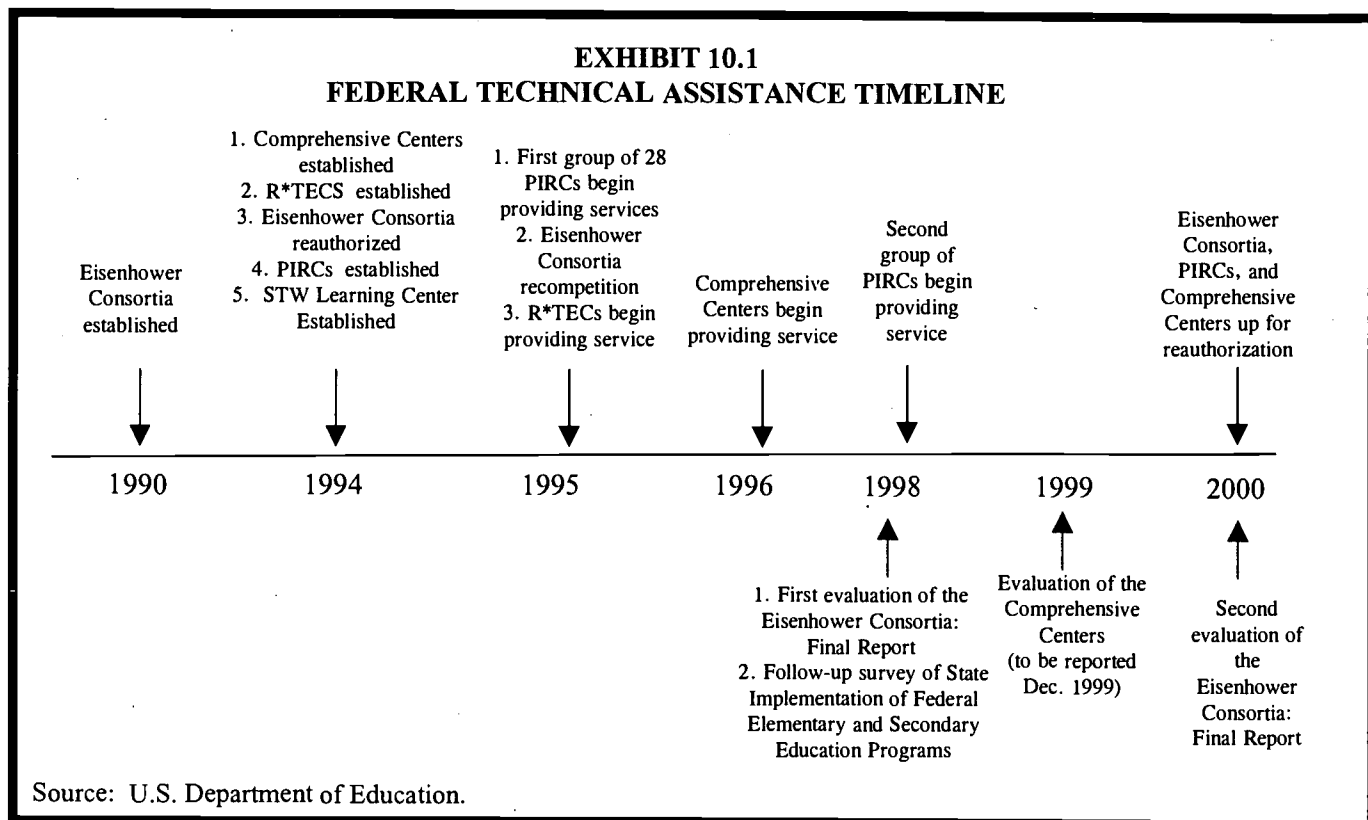 EXHIBIT 10.1
FEDERAL TECHNICAL ASSISTANCE TIMELINE
Eisenhower
Consortia
established
1. Comprehensive Centers
established
2. R*TECS established
3. Eisenhower Consortia
reauthorized
4. PIRCs established
5. STW Learning Center
Established
1. First group of 28
PIRCs begin
providing services
2. Eisenhower
Consortia
recompetition
3. R*TECs begin
providing service
Comprehensive
Centers begin
providing service
Second
group of
PIRCs begin
providing
service
Eisenhower
Consortia,
PIRCs, and
Comprehensive
Centers up for
reauthorization
1990
1994
1995
1996
1998
1999
2000
1. First evaluation of the
Eisenhower Consortia:
Final Report
2. Follow-up survey of State
Implementation of Federal
Elementary and Secondary
Education Programs
Evaluation of the
Comprehensive
Centers
(to be reported
Dec. 1999)
Second
evaluation of
the
Eisenhower
Consortia:
Final Report
Source: U.S. Department of Education.